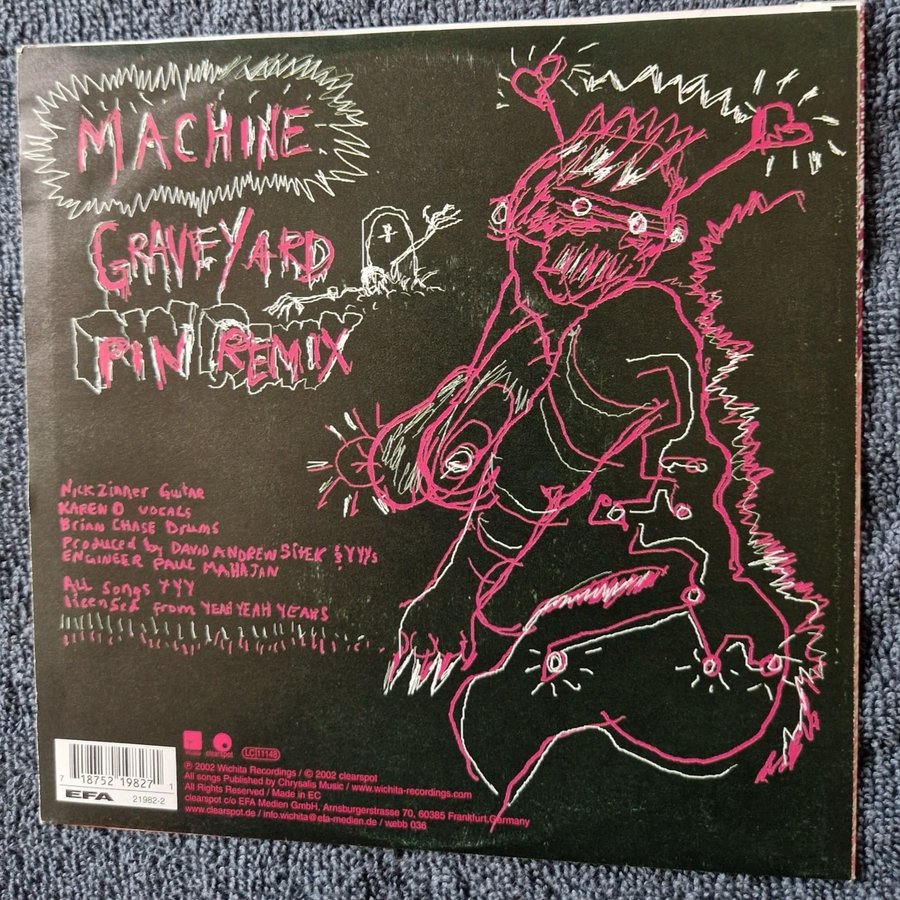 MACHINE
GRAVEYARD
PIN REMIX
Nick Zinner Guitar
KAREN O VOCALS
Brian CHASE Drums
Produced by DAVID ANDREW SITEK & YYYs
ENGINEER PAUL MAHAJAN
All Songs YYY
licensed from YEAH YEAH YEAHS
clearspot
LC 11148
℗ 2002 Wichita Recordings / © 2002 clearspot
All songs Published by Chrysalis Music / www.wichita-recordings.com
All Rights Reserved / Made in EC
clearspot c/o EFA Medien GmbH, Arnsburgerstrasse 70, 60385 Frankfurt,Germany
www.clearspot.de / info.wichita@efa-medien.de / webb 036
7 18752 19827 1
EFA 21982-2